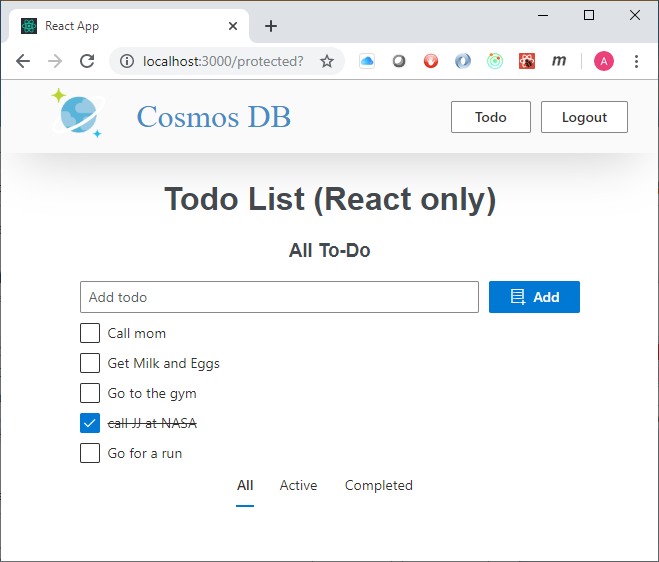 React App
localhost:3000/protected?
m
A
Cosmos DB
Todo
Logout
Todo List (React only)
All To-Do
Add todo
Add
Call mom
Get Milk and Eggs
Go to the gym
call JJ at NASA
Go for a run
All Active Completed